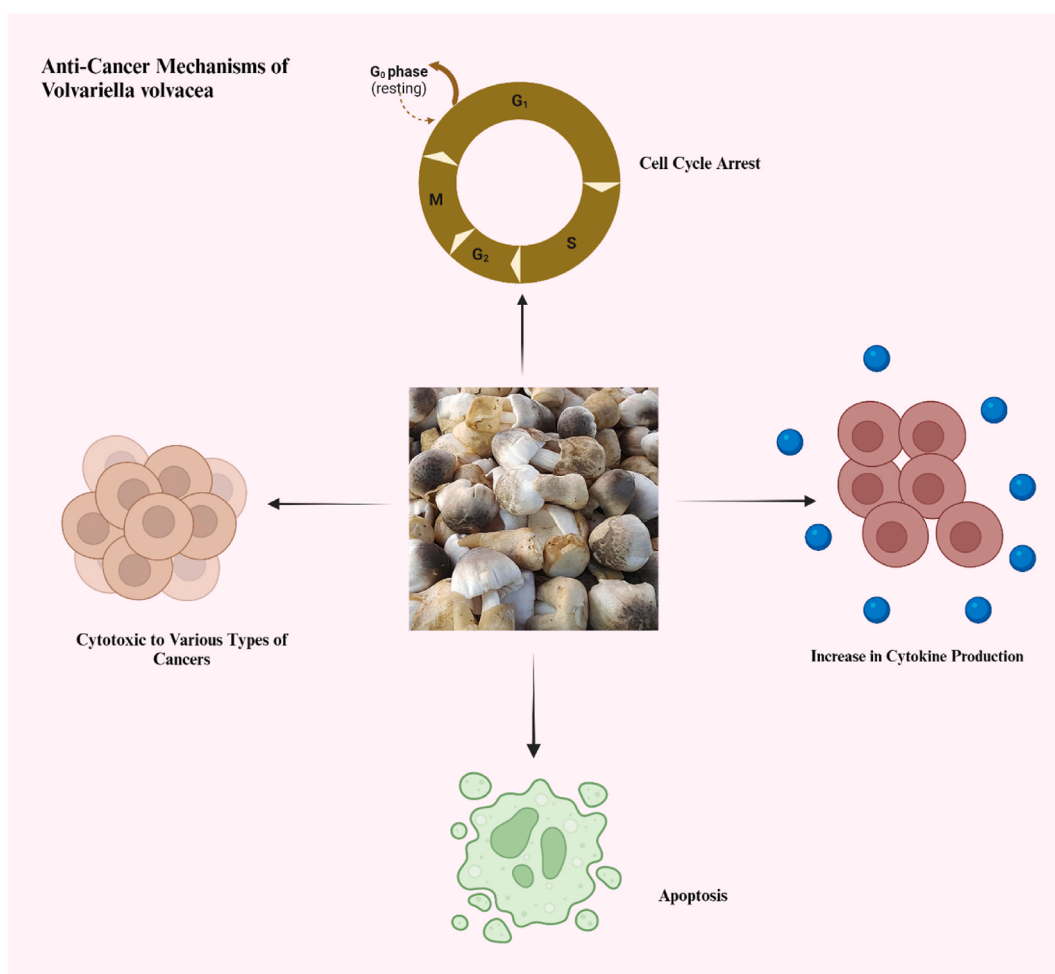 Anti-Cancer Mechanisms of
Volvariella volvacea
G₀ phase
(resting)
G₁
Cell Cycle Arrest
M
S
G₂
Cytotoxic to Various Types of
Cancers
Increase in Cytokine Production
Apoptosis